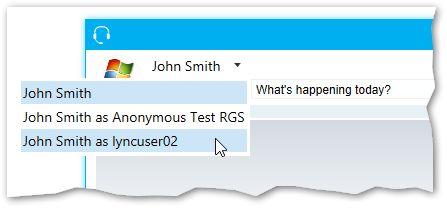 John Smith
What's happening today?
John Smith
John Smith as Anonymous Test RGS
John Smith as lyncuser02